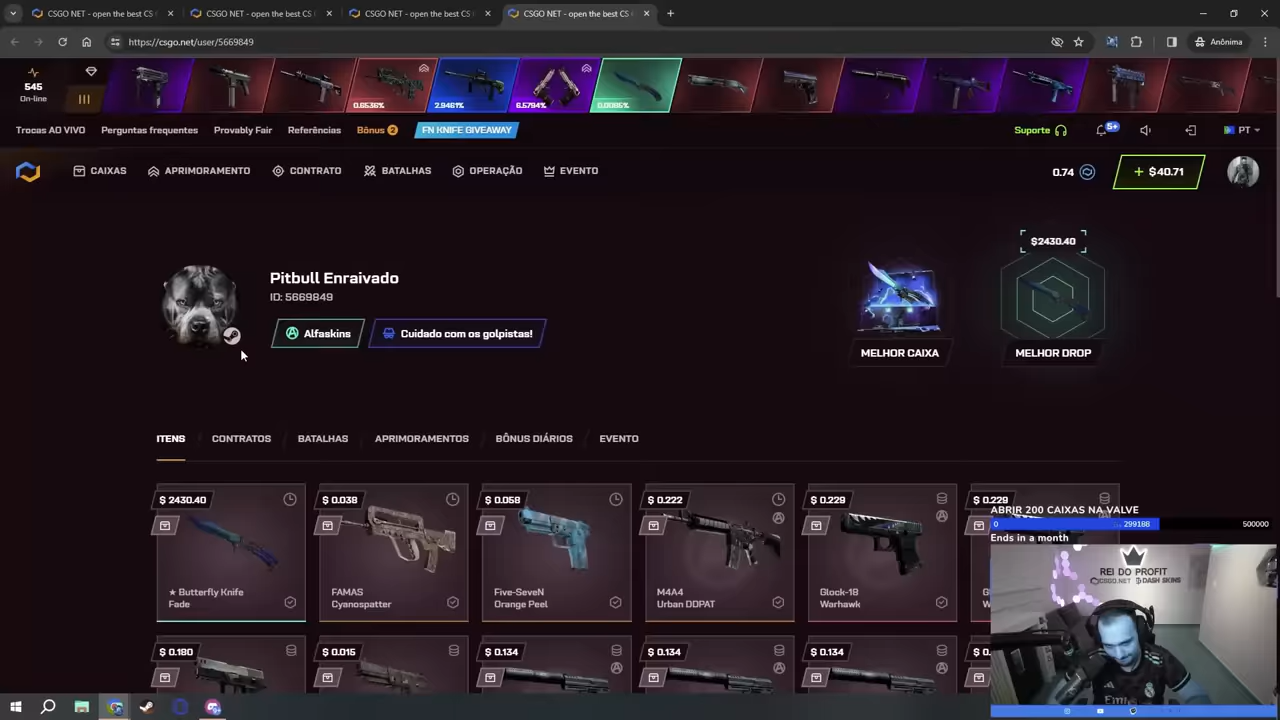 CSGO NET - open the best CS
CSGO NET - open the best CS
CSGO NET - open the best CS
CSGO NET - open the best CS
https://csgo.net/user/5669849
Anônima
545
On-line
0.6536%
2.9461%
6.5794%
0.0085%
Trocas AO VIVO
Perguntas frequentes
Provably Fair
Referências
Bônus 2
FN KNIFE GIVEAWAY
Suporte
5+
PT
CAIXAS
APRIMORAMENTO
CONTRATO
BATALHAS
OPERAÇÃO
EVENTO
0.74
+ $40.71
Pitbull Enraivado
ID: 5669849
Alfaskins
Cuidado com os golpistas!
MELHOR CAIXA
$2430.40
MELHOR DROP
ITENS
CONTRATOS
BATALHAS
APRIMORAMENTOS
BÔNUS DIÁRIOS
EVENTO
$ 2430.40
★ Butterfly Knife
Fade
$ 0.038
FAMAS
Cyanospatter
$ 0.058
Five-SeveN
Orange Peel
$ 0.222
M4A4
Urban DDPAT
$ 0.229
Glock-18
Warhawk
$ 0.229
$ 0.180
$ 0.015
$ 0.134
$ 0.134
$ 0.134
ABRIR 200 CAIXAS NA VALVE
0
299188
500000
Ends in a month
REI DO PROFIT
CSGO.NET
DASH SKINS